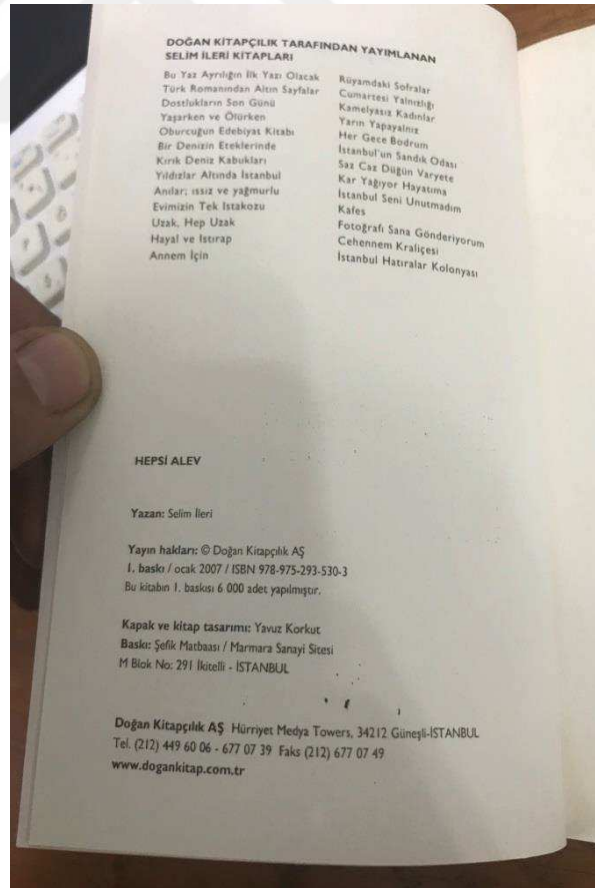 DOĞAN KİTAPÇILIK TARAFINDAN YAYIMLANAN
SELİM İLERİ KİTAPLARI
Bu Yaz Ayrılığın İlk Yazı Olacak
Türk Romanından Altın Sayfalar
Dostlukların Son Günü
Yaşarken ve Ölürken
Oburcuğun Edebiyat Kitabı
Bir Denizin Eteklerinde
Kırık Deniz Kabukları
Yıldızlar Altında İstanbul
Anılar; ıssız ve yağmurlu
Evimizin Tek Istakozu
Uzak, Hep Uzak
Hayal ve Istırap
Annem İçin
Rüyamdaki Sofralar
Cumartesi Yalnızlığı
Kamelyasız Kadınlar
Yarın Yapayalnız
Her Gece Bodrum
İstanbul'un Sandık Odası
Saz Caz Düğün Varyete
Kar Yağıyor Hayatıma
İstanbul Seni Unutmadım
Kafes
Fotoğrafı Sana Gönderiyorum
Cehennem Kraliçesi
İstanbul Hatıralar Kolonyası
HEPSİ ALEV
Yazan: Selim İleri
Yayın hakları: © Doğan Kitapçılık AŞ
1. baskı / ocak 2007 / ISBN 978-975-293-530-3
Bu kitabın 1. baskısı 6 000 adet yapılmıştır.
Kapak ve kitap tasarımı: Yavuz Korkut
Baskı: Şefik Matbaası / Marmara Sanayi Sitesi
M Blok No: 291 İkitelli - İSTANBUL
Doğan Kitapçılık AŞ Hürriyet Medya Towers, 34212 Güneşli-İSTANBUL
Tel. (212) 449 60 06 - 677 07 39 Faks (212) 677 07 49
www.dogankitap.com.tr